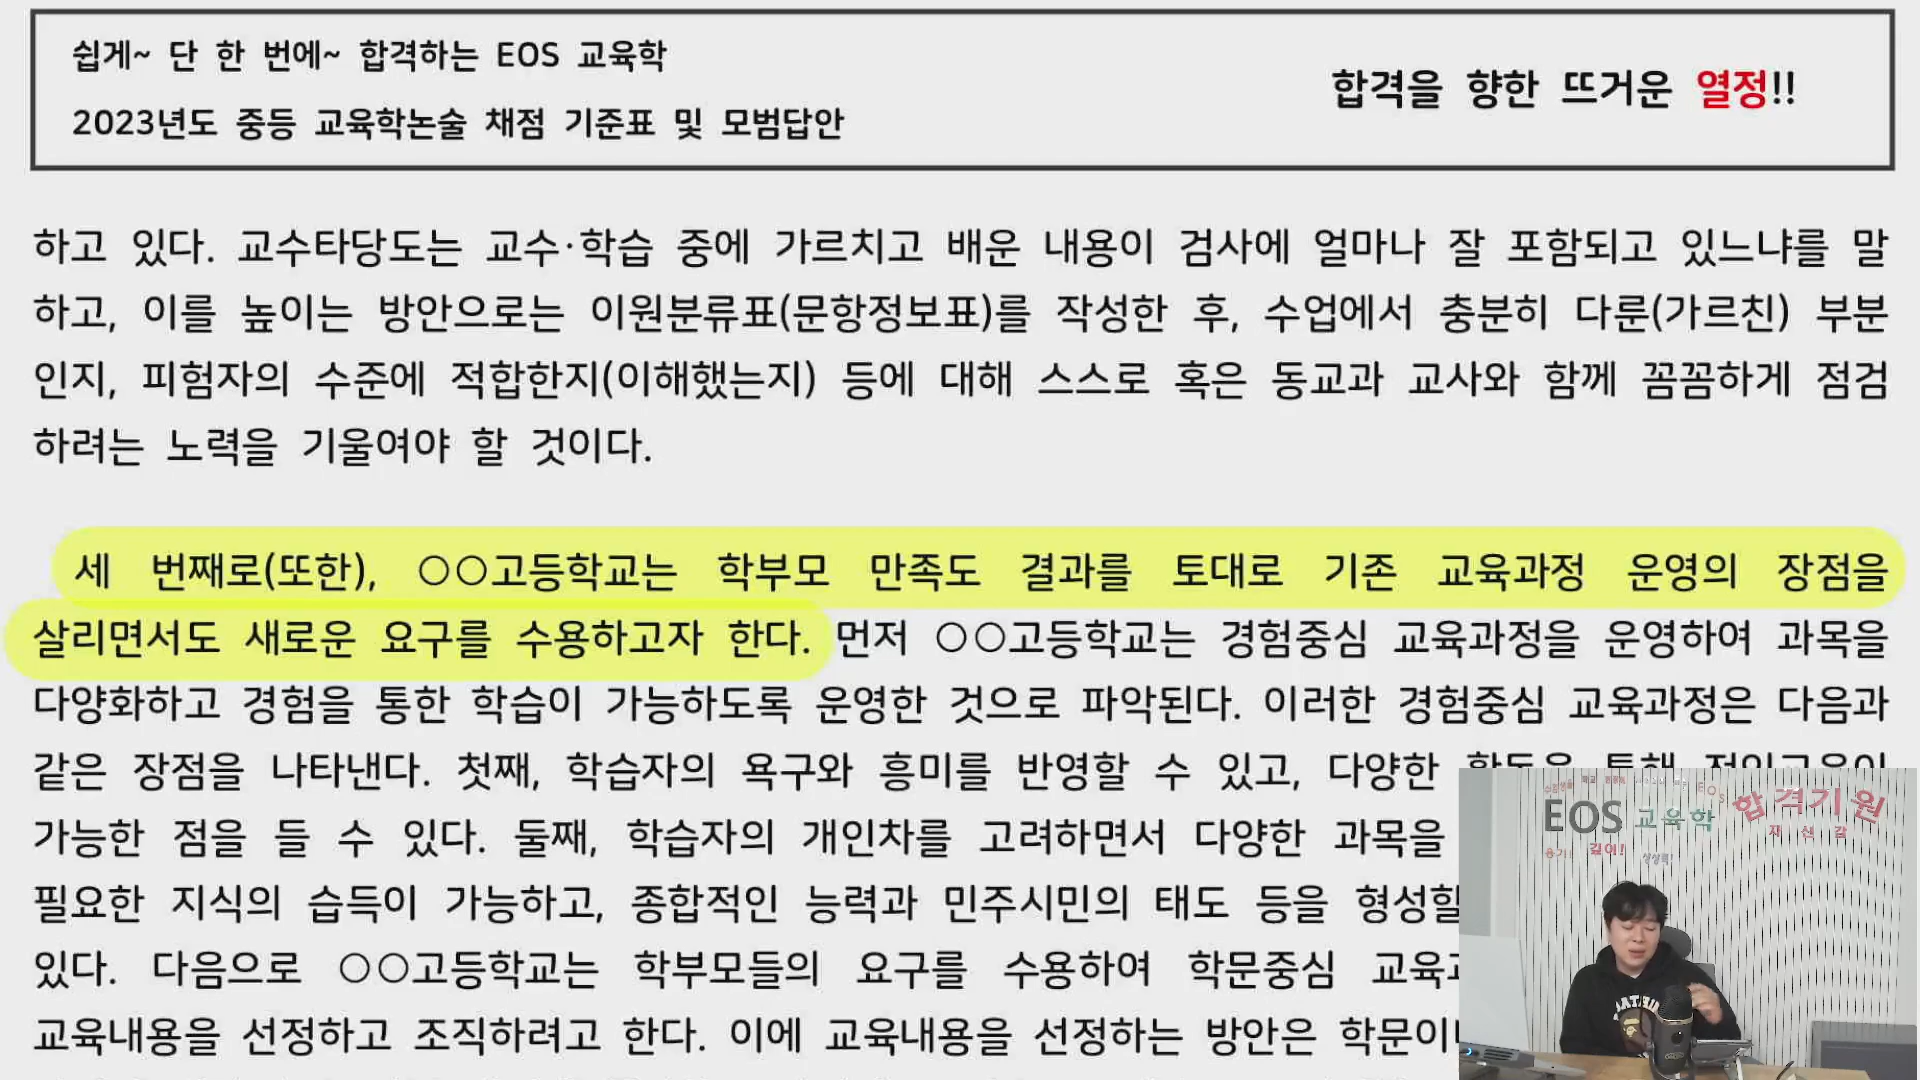 쉽게~ 단 한 번에~ 합격하는 EOS 교육학
2023년도 중등 교육학논술 채점 기준표 및 모범답안
합격을 향한 뜨거운 열정!!
하고 있다. 교수타당도는 교수·학습 중에 가르치고 배운 내용이 검사에 얼마나 잘 포함되고 있느냐를 말
하고, 이를 높이는 방안으로는 이원분류표(문항정보표)를 작성한 후, 수업에서 충분히 다룬(가르친) 부분
인지, 피험자의 수준에 적합한지(이해했는지) 등에 대해 스스로 혹은 동교과 교사와 함께 꼼꼼하게 점검
하려는 노력을 기울여야 할 것이다.
세 번째로(또한), ○○고등학교는 학부모 만족도 결과를 토대로 기존 교육과정 운영의 장점을
살리면서도 새로운 요구를 수용하고자 한다. 먼저 ○○고등학교는 경험중심 교육과정을 운영하여 과목을
다양화하고 경험을 통한 학습이 가능하도록 운영한 것으로 파악된다. 이러한 경험중심 교육과정은 다음과
같은 장점을 나타낸다. 첫째, 학습자의 욕구와 흥미를 반영할 수 있고, 다양한 활동을 통해 전인교육이
가능한 점을 들 수 있다. 둘째, 학습자의 개인차를 고려하면서 다양한 과목을
필요한 지식의 습득이 가능하고, 종합적인 능력과 민주시민의 태도 등을 형성할
있다. 다음으로 ○○고등학교는 학부모들의 요구를 수용하여 학문중심
교육내용을 선정하고 조직하려고 한다. 이에 교육내용을 선정하는 방안은
EOS 교육학
합격기원
자신감
용기! 깊이!